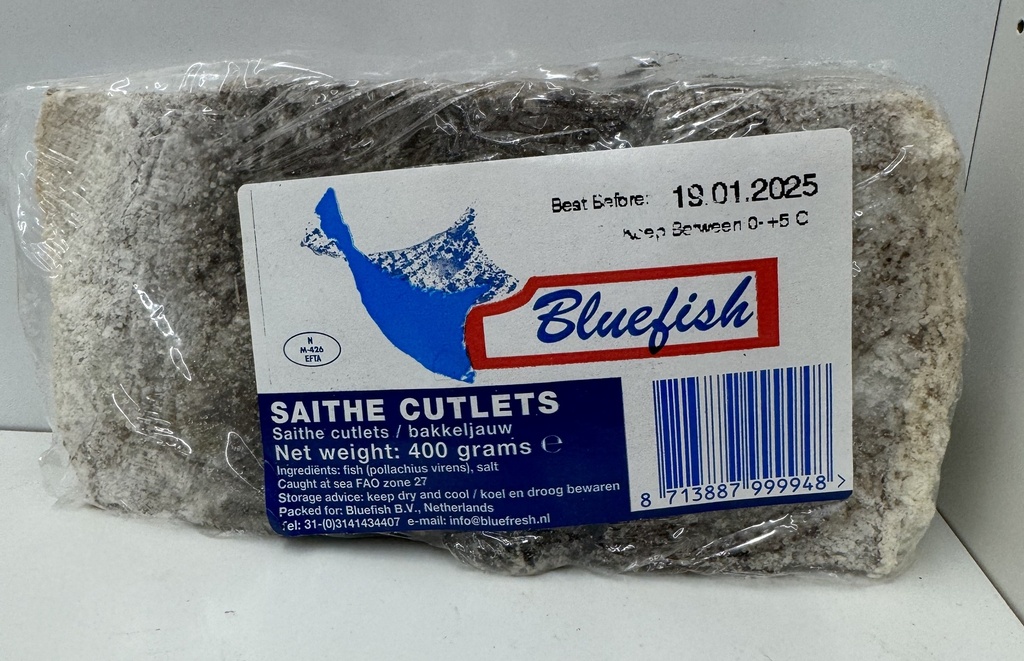 Best Before: 19.01.2025
Keep Between 0-+5 C
Bluefish
N
M-426
EFTA
SAITHE CUTLETS
Saithe cutlets / bakkeljauw
Net weight: 400 grams ℮
Ingrediënts: fish (pollachius virens), salt
Caught at sea FAO zone 27
Storage advice: keep dry and cool / koel en droog bewaren
Packed for: Bluefish B.V., Netherlands
Tel: 31-(0)3141434407 e-mail: info@bluefresh.nl
8 713887 999948 >